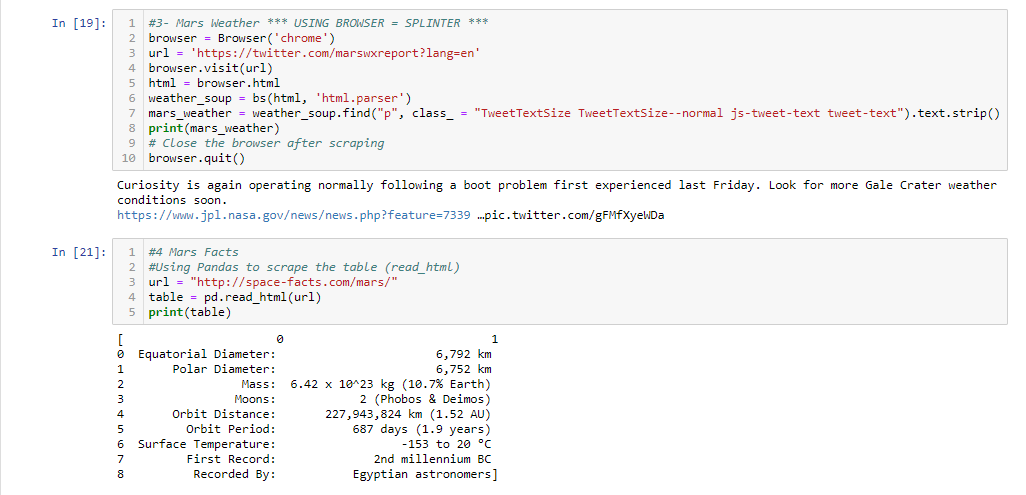 In [19]:
1 #3- Mars Weather *** USING BROWSER = SPLINTER ***
2 browser = Browser('chrome')
3 url = 'https://twitter.com/marswxreport?lang=en'
4 browser.visit(url)
5 html = browser.html
6 weather_soup = bs(html, 'html.parser')
7 mars_weather = weather_soup.find("p", class_ = "TweetTextSize TweetTextSize--normal js-tweet-text tweet-text").text.strip()
8 print(mars_weather)
9 # Close the browser after scraping
10 browser.quit()
Curiosity is again operating normally following a boot problem first experienced last Friday. Look for more Gale Crater weather
conditions soon.
https://www.jpl.nasa.gov/news/news.php?feature=7339 …pic.twitter.com/gFMfXyeWDa
In [21]:
1 #4 Mars Facts
2 #Using Pandas to scrape the table (read_html)
3 url = "http://space-facts.com/mars/"
4 table = pd.read_html(url)
5 print(table)
[ 0 1
0 Equatorial Diameter: 6,792 km
1 Polar Diameter: 6,752 km
2 Mass: 6.42 x 10^23 kg (10.7% Earth)
3 Moons: 2 (Phobos & Deimos)
4 Orbit Distance: 227,943,824 km (1.52 AU)
5 Orbit Period: 687 days (1.9 years)
6 Surface Temperature: -153 to 20 °C
7 First Record: 2nd millennium BC
8 Recorded By: Egyptian astronomers]